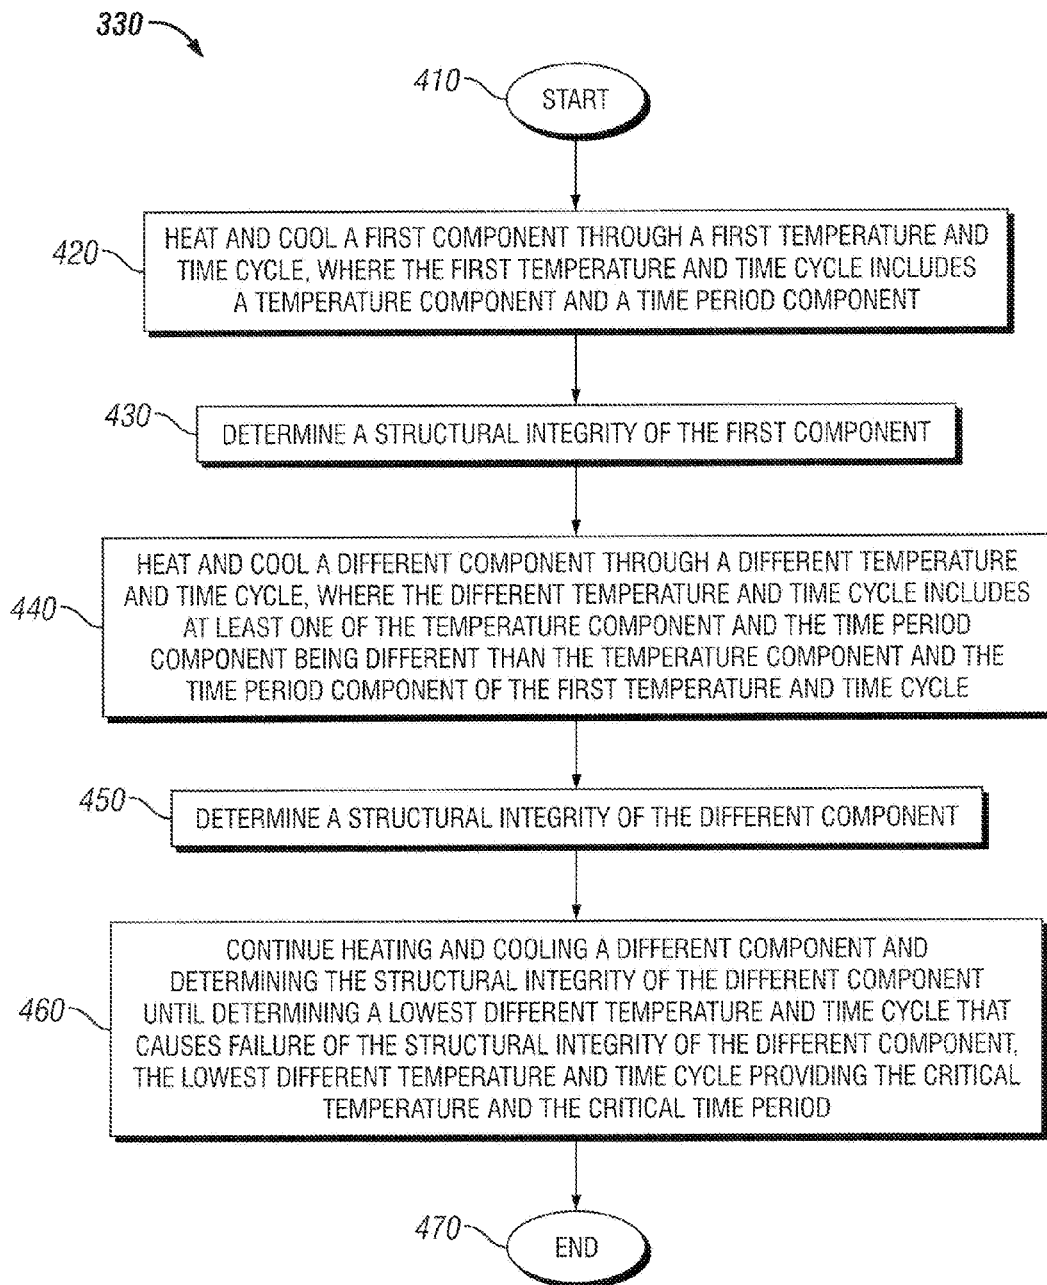 330
410
START
420
HEAT AND COOL A FIRST COMPONENT THROUGH A FIRST TEMPERATURE AND
TIME CYCLE, WHERE THE FIRST TEMPERATURE AND TIME CYCLE INCLUDES
A TEMPERATURE COMPONENT AND A TIME PERIOD COMPONENT
430
DETERMINE A STRUCTURAL INTEGRITY OF THE FIRST COMPONENT
440
HEAT AND COOL A DIFFERENT COMPONENT THROUGH A DIFFERENT TEMPERATURE
AND TIME CYCLE, WHERE THE DIFFERENT TEMPERATURE AND TIME CYCLE INCLUDES
AT LEAST ONE OF THE TEMPERATURE COMPONENT AND THE TIME PERIOD
COMPONENT BEING DIFFERENT THAN THE TEMPERATURE COMPONENT AND THE
TIME PERIOD COMPONENT OF THE FIRST TEMPERATURE AND TIME CYCLE
450
DETERMINE A STRUCTURAL INTEGRITY OF THE DIFFERENT COMPONENT
460
CONTINUE HEATING AND COOLING A DIFFERENT COMPONENT AND
DETERMINING THE STRUCTURAL INTEGRITY OF THE DIFFERENT COMPONENT
UNTIL DETERMINING A LOWEST DIFFERENT TEMPERATURE AND TIME CYCLE THAT
CAUSES FAILURE OF THE STRUCTURAL INTEGRITY OF THE DIFFERENT COMPONENT,
THE LOWEST DIFFERENT TEMPERATURE AND TIME CYCLE PROVIDING THE CRITICAL
TEMPERATURE AND THE CRITICAL TIME PERIOD
470
END